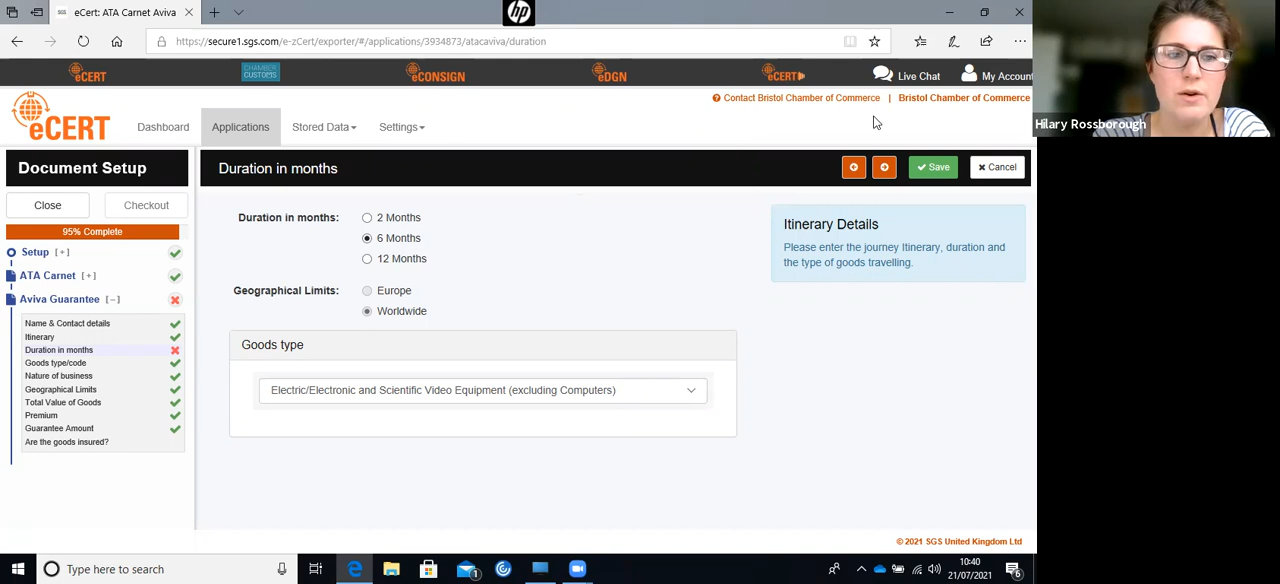 eCert: ATA Carnet Aviva
https://secure1.sgs.com/e-zCert/exporter/#/applications/3934873/atacaviva/duration
eCERT
CHAMBER CUSTOMS
eCONSIGN
eDGN
eCERT
Live Chat
My Account
Contact Bristol Chamber of Commerce | Bristol Chamber of Commerce
eCERT
Dashboard
Applications
Stored Data
Settings
Document Setup
Close
Checkout
95% Complete
Setup [+]
ATA Carnet [+]
Aviva Guarantee [−]
Name & Contact details
Itinerary
Duration in months
Goods type/code
Nature of business
Geographical Limits
Total Value of Goods
Premium
Guarantee Amount
Are the goods insured?
Duration in months
Save
Cancel
Duration in months:
2 Months
6 Months
12 Months
Geographical Limits:
Europe
Worldwide
Goods type
Electric/Electronic and Scientific Video Equipment (excluding Computers)
Itinerary Details
Please enter the journey Itinerary, duration and
the type of goods travelling.
© 2021 SGS United Kingdom Ltd
Hilary Rossborough
Type here to search
1
10:40
21/07/2021
6